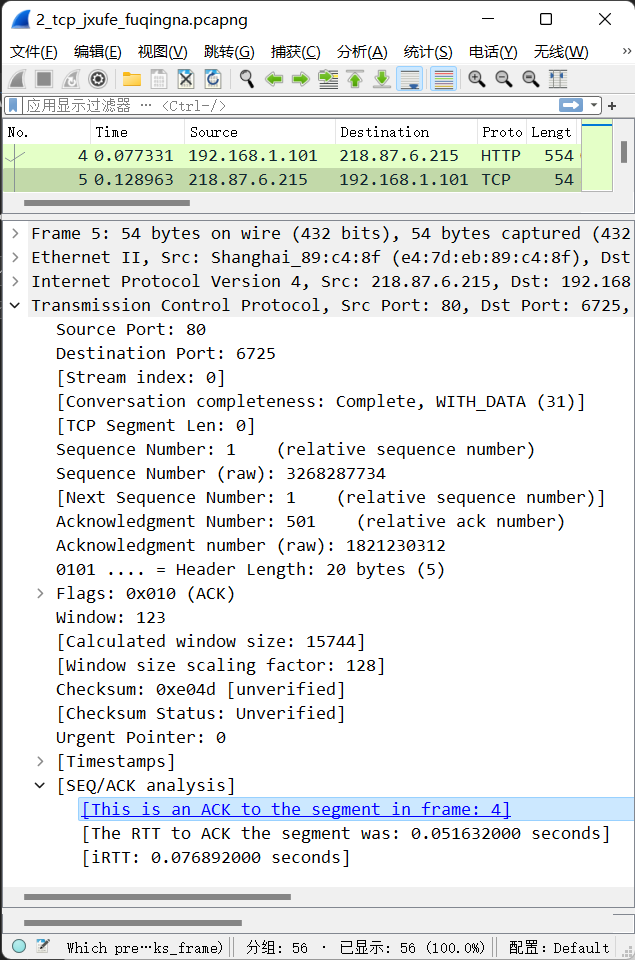 2_tcp_jxufe_fuqingna.pcapng
文件(F) 编辑(E) 视图(V) 跳转(G) 捕获(C) 分析(A) 统计(S) 电话(Y) 无线(W) »
应用显示过滤器 … <Ctrl-/>
No. Time Source Destination Proto Lengt
4 0.077331 192.168.1.101 218.87.6.215 HTTP 554
5 0.128963 218.87.6.215 192.168.1.101 TCP 54
Frame 5: 54 bytes on wire (432 bits), 54 bytes captured (432
Ethernet II, Src: Shanghai_89:c4:8f (e4:7d:eb:89:c4:8f), Dst
Internet Protocol Version 4, Src: 218.87.6.215, Dst: 192.168
Transmission Control Protocol, Src Port: 80, Dst Port: 6725,
Source Port: 80
Destination Port: 6725
[Stream index: 0]
[Conversation completeness: Complete, WITH_DATA (31)]
[TCP Segment Len: 0]
Sequence Number: 1    (relative sequence number)
Sequence Number (raw): 3268287734
[Next Sequence Number: 1    (relative sequence number)]
Acknowledgment Number: 501    (relative ack number)
Acknowledgment number (raw): 1821230312
0101 .... = Header Length: 20 bytes (5)
Flags: 0x010 (ACK)
Window: 123
[Calculated window size: 15744]
[Window size scaling factor: 128]
Checksum: 0xe04d [unverified]
[Checksum Status: Unverified]
Urgent Pointer: 0
[Timestamps]
[SEQ/ACK analysis]
[This is an ACK to the segment in frame: 4]
[The RTT to ACK the segment was: 0.051632000 seconds]
[iRTT: 0.076892000 seconds]
Which pre…ks_frame) 分组: 56 · 已显示: 56 (100.0%) 配置: Default